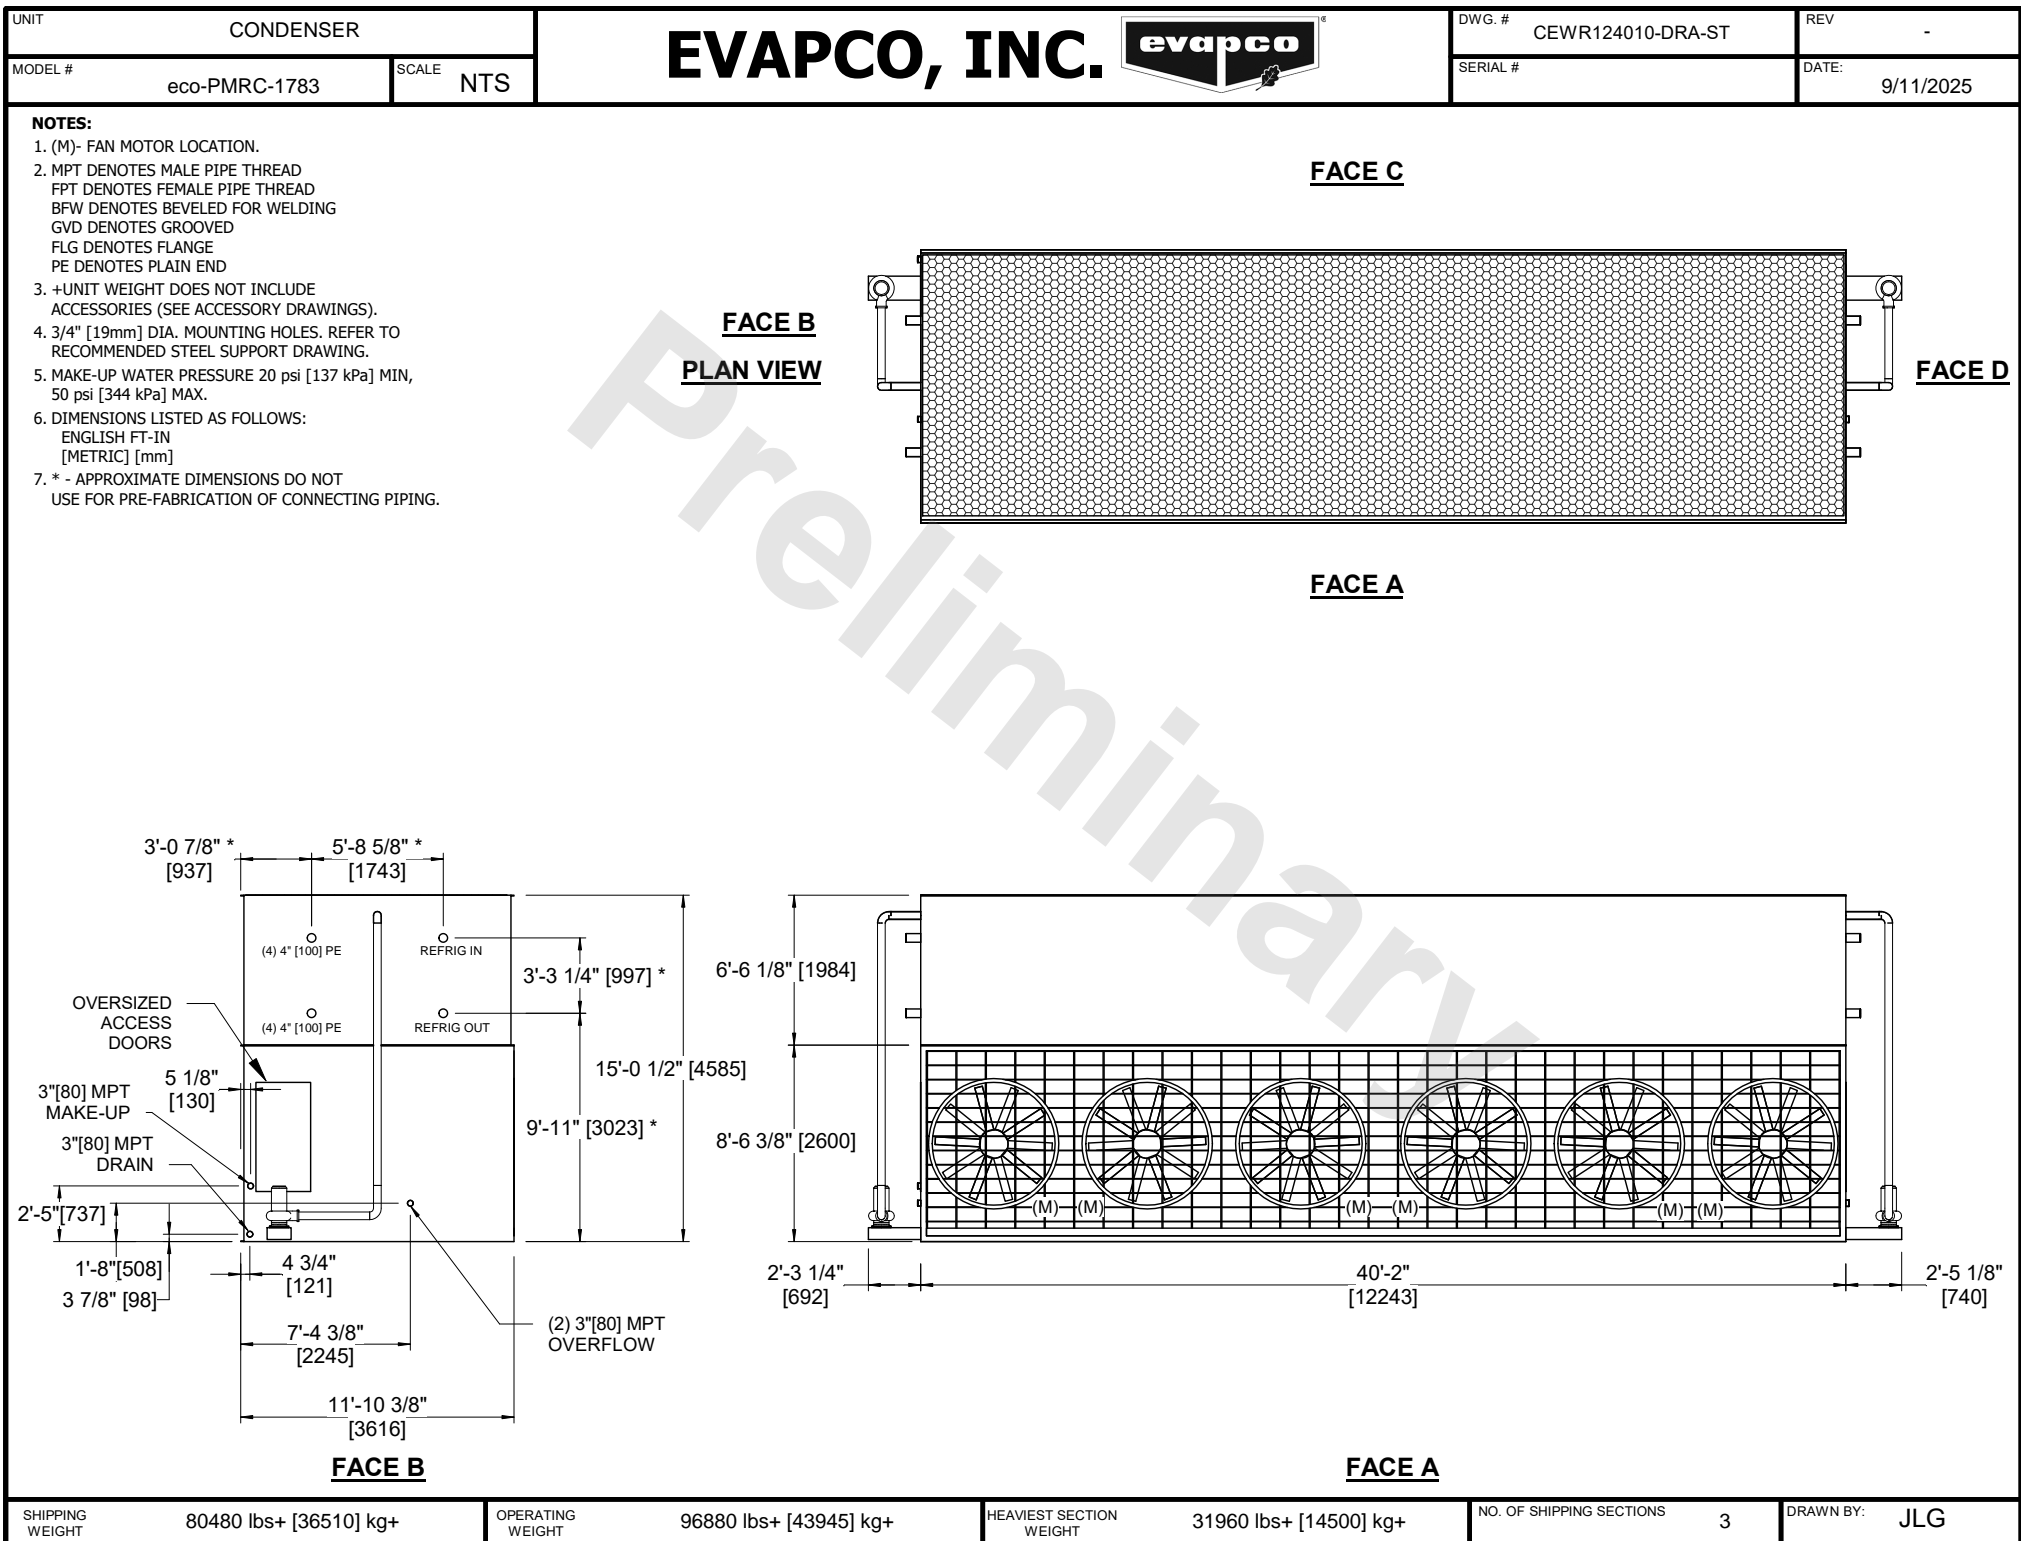 UNIT
CONDENSER
MODEL #
eco-PMRC-1783
SCALE
NTS
EVAPCO, INC.
evapco
®
DWG. #
CEWR124010-DRA-ST
REV
-
SERIAL #
DATE:
9/11/2025
NOTES:
1. (M)- FAN MOTOR LOCATION.
2. MPT DENOTES MALE PIPE THREAD
FPT DENOTES FEMALE PIPE THREAD
BFW DENOTES BEVELED FOR WELDING
GVD DENOTES GROOVED
FLG DENOTES FLANGE
PE DENOTES PLAIN END
3. +UNIT WEIGHT DOES NOT INCLUDE
ACCESSORIES (SEE ACCESSORY DRAWINGS).
4. 3/4" [19mm] DIA. MOUNTING HOLES. REFER TO
RECOMMENDED STEEL SUPPORT DRAWING.
5. MAKE-UP WATER PRESSURE 20 psi [137 kPa] MIN,
50 psi [344 kPa] MAX.
6. DIMENSIONS LISTED AS FOLLOWS:
ENGLISH FT-IN
[METRIC] [mm]
7. * - APPROXIMATE DIMENSIONS DO NOT
USE FOR PRE-FABRICATION OF CONNECTING PIPING.
FACE C
FACE B
PLAN VIEW
FACE D
FACE A
Preliminary
3'-0 7/8" *
[937]
5'-8 5/8" *
[1743]
(4) 4" [100] PE
REFRIG IN
3'-3 1/4" [997] *
(4) 4" [100] PE
REFRIG OUT
OVERSIZED
ACCESS
DOORS
15'-0 1/2" [4585]
5 1/8"
[130]
3"[80] MPT
MAKE-UP
9'-11" [3023] *
3"[80] MPT
DRAIN
2'-5"[737]
1'-8"[508]
3 7/8" [98]
4 3/4"
[121]
7'-4 3/8"
[2245]
(2) 3"[80] MPT
OVERFLOW
11'-10 3/8"
[3616]
FACE B
6'-6 1/8" [1984]
8'-6 3/8" [2600]
(M) (M) (M) (M) (M) (M)
2'-3 1/4"
[692]
40'-2"
[12243]
2'-5 1/8"
[740]
FACE A
SHIPPING
WEIGHT
80480 lbs+ [36510] kg+
OPERATING
WEIGHT
96880 lbs+ [43945] kg+
HEAVIEST SECTION
WEIGHT
31960 lbs+ [14500] kg+
NO. OF SHIPPING SECTIONS
3
DRAWN BY:
JLG